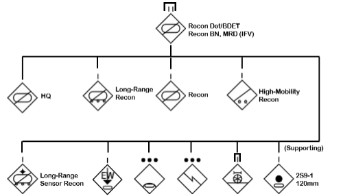 Recon Det/BDET
Recon BN, MRD (IFV)
HQ
Long-Range
Recon
Recon
High-Mobility
Recon
(Supporting)
Long-Range
Sensor Recon
EW
2S9-1
120mm